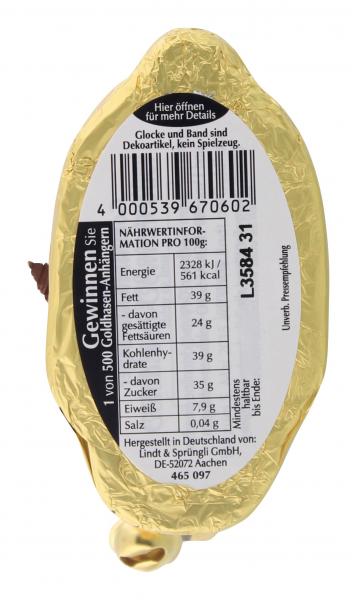 Hier öffnen
für mehr Details
Glocke und Band sind
Dekoartikel, kein Spielzeug.
4 000539 670602
Gewinnen Sie
1 von 500 Goldhasen-Anhängern
NÄHRWERTINFOR-
MATION PRO 100g:
Energie 2328 kJ /
561 kcal
Fett 39 g
- davon
gesättigte
Fettsäuren 24 g
Kohlenhy-
drate 39 g
- davon
Zucker 35 g
Eiweiß 7,9 g
Salz 0,04 g
L3584 31
Mindestens
haltbar
bis Ende:
Unverb. Preisempfehlung
Hergestellt in Deutschland von:
Lindt & Sprüngli GmbH,
DE-52072 Aachen
465 097